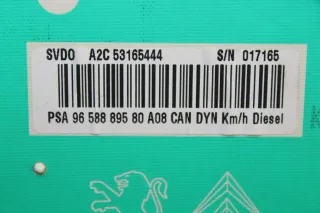 SVDO A2C 53165444 S/N 017165
PSA 96 588 895 80 A08 CAN DYN Km/h Diesel